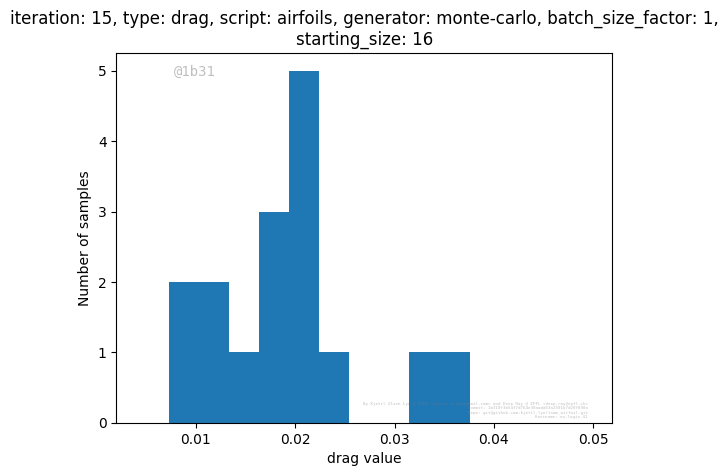 iteration: 15, type: drag, script: airfoils, generator: monte-carlo, batch_size_factor: 1,
starting_size: 16
@1b31
5
4
3
2
1
0
Number of samples
0.01 0.02 0.03 0.04 0.05
drag value